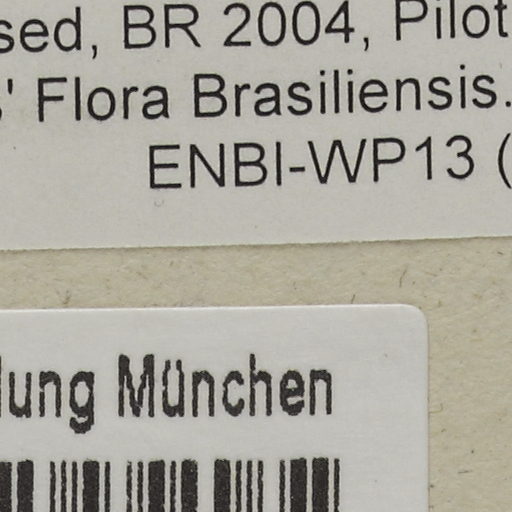 sed, BR 2004, Pilot
s' Flora Brasiliensis.
ENBI-WP13 (
lung München